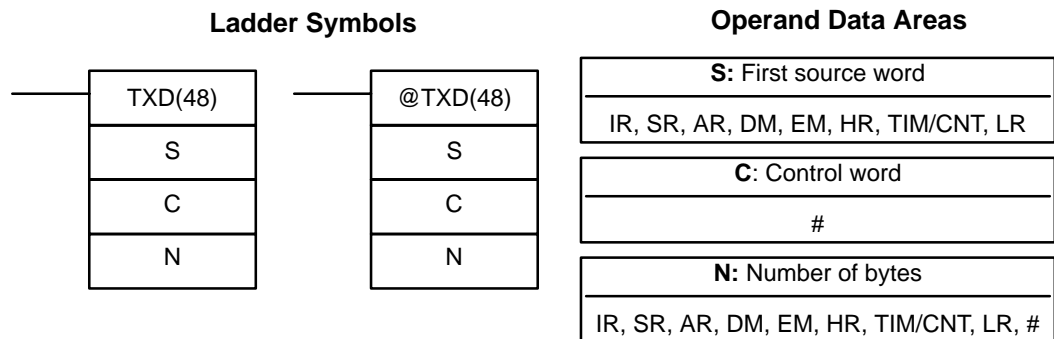 Ladder Symbols
TXD(48)
S
C
N
@TXD(48)
S
C
N
Operand Data Areas
S: First source word
IR, SR, AR, DM, EM, HR, TIM/CNT, LR
C: Control word
#
N: Number of bytes
IR, SR, AR, DM, EM, HR, TIM/CNT, LR, #